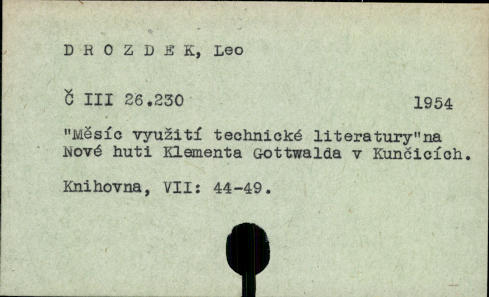 D R O Z D E K, Leo
Č III 26.230 1954
"Měsíc využití technické literatury"na
Nové huti Klementa Gottwalda v Kunčicích.
Knihovna, VII: 44-49.